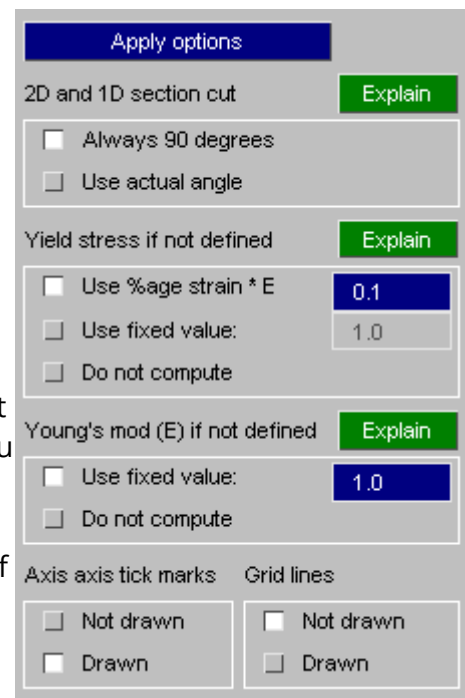 Apply options
2D and 1D section cut Explain
Always 90 degrees
Use actual angle
Yield stress if not defined Explain
Use %age strain * E 0.1
Use fixed value: 1.0
Do not compute
t
Young's mod (E) if not defined Explain
u
Use fixed value: 1.0
Do not compute
f
Axis axis tick marks Grid lines
Not drawn Not drawn
Drawn Drawn